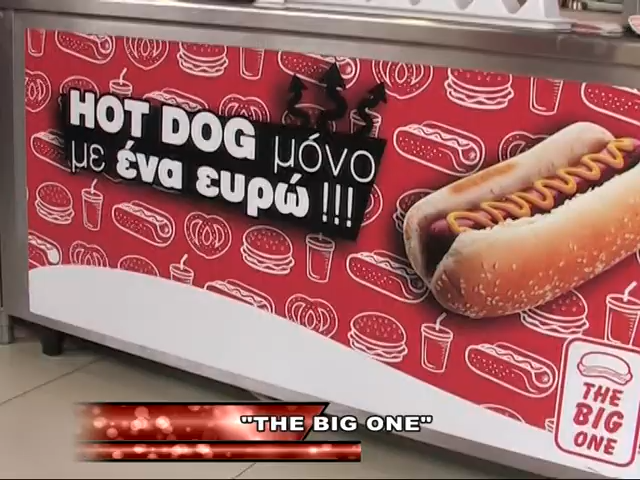 HOT DOG μόνο
με ένα ευρώ !!!
THE
BIG
ONE
"THE BIG ONE"